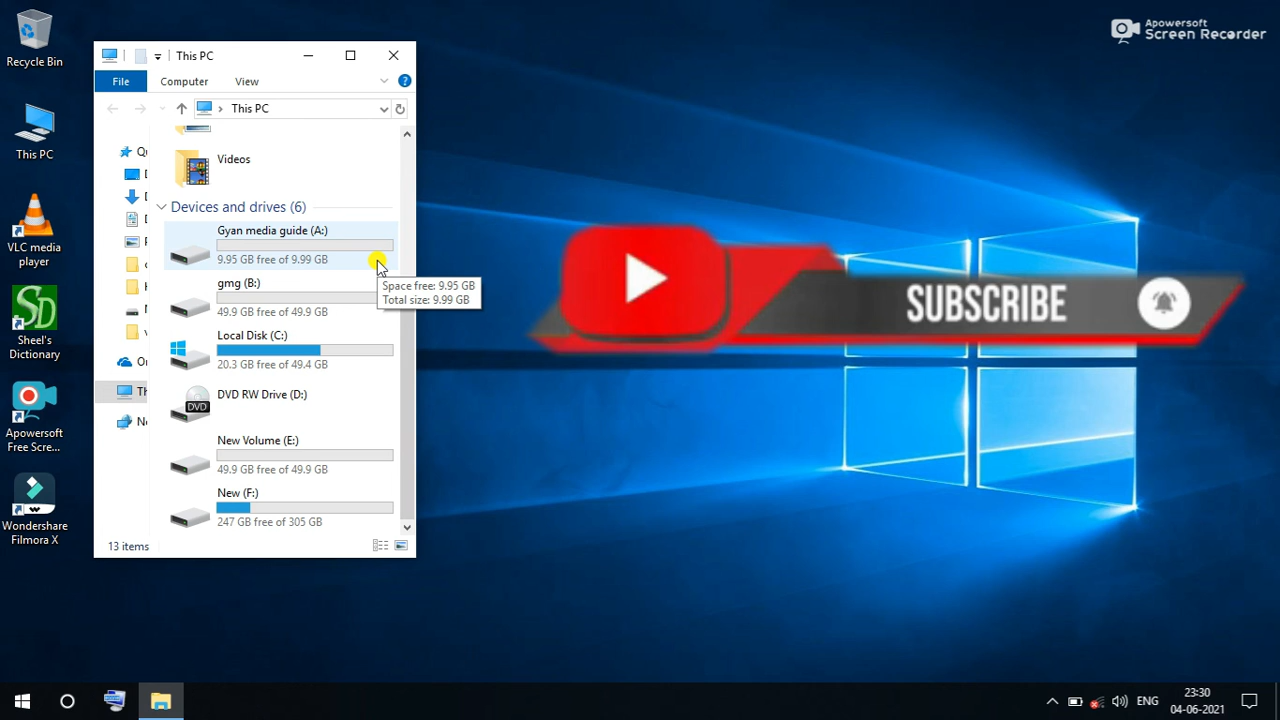 Recycle Bin
This PC
VLC media
player
Sheel's
Dictionary
Apowersoft
Free Scre...
Wondershare
Filmora X
Apowersoft
Screen Recorder
This PC
File Computer View
This PC
Videos
Devices and drives (6)
Gyan media guide (A:)
9.95 GB free of 9.99 GB
Space free: 9.95 GB
Total size: 9.99 GB
gmg (B:)
49.9 GB free of 49.9 GB
Local Disk (C:)
20.3 GB free of 49.4 GB
DVD RW Drive (D:)
DVD
New Volume (E:)
49.9 GB free of 49.9 GB
New (F:)
247 GB free of 305 GB
13 items
SUBSCRIBE
ENG
23:30
04-06-2021